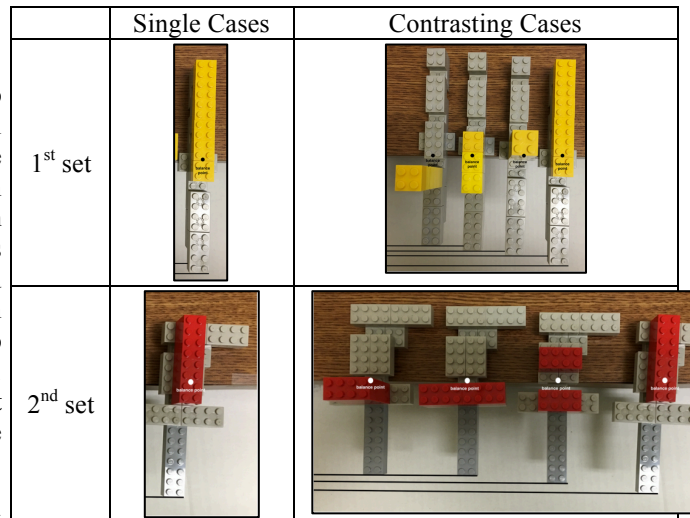 Single Cases Contrasting Cases
1st set
balance
point
balance
point
balance
point
balance
point
balance
point
2nd set
balance point
balance point
balance point
balance point
balance point